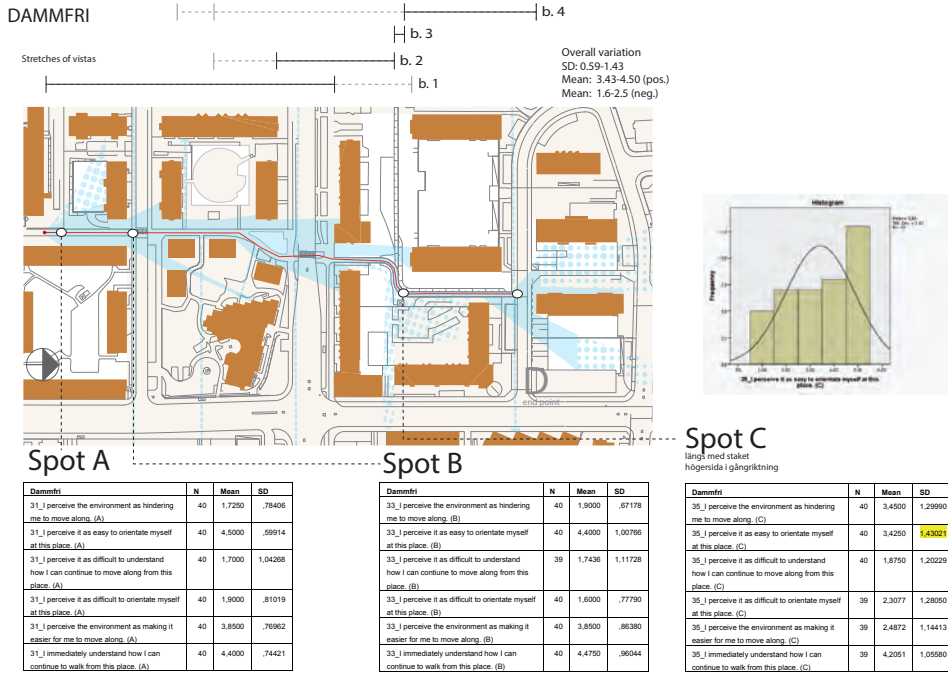 DAMMFRI
b. 4
b. 3
Stretches of vistas
b. 2
b. 1
Overall variation
SD: 0.59-1.43
Mean: 3.43-4.50 (pos.)
Mean: 1.6-2.5 (neg.)
Histogram
Frequency
35_I perceive it as easy to orientate myself at this
place. (C)
D
end point
Spot A
Dammfri N Mean SD
31_I perceive the environment as hindering
me to move along. (A) 40 1,7250 ,78406
31_I perceive it as easy to orientate myself
at this place. (A) 40 4,5000 ,59914
31_I perceive it as difficult to understand
how I can continue to move along from this
place. (A) 40 1,7000 1,04268
31_I perceive it as difficult to orientate myself
at this place. (A) 40 1,9000 ,81019
31_I perceive the environment as making it
easier for me to move along. (A) 40 3,8500 ,76962
31_I immediately understand how I can
continue to walk from this place. (A) 40 4,4000 ,74421
Spot B
Dammfri N Mean SD
33_I perceive the environment as hindering
me to move along. (B) 40 1,9000 ,67178
33_I perceive it as easy to orientate myself
at this place. (B) 40 4,4000 1,00766
33_I perceive it as difficult to understand
how I can contiune to move along from this
place. (B) 39 1,7436 1,11728
33_I perceive it as difficult to orientate myself
at this place. (B) 40 1,6000 ,77790
33_I perceive the environment as making it
easier for me to move along. (B) 40 3,8500 ,86380
33_I immediately understand how I can
continue to walk from this place. (B) 40 4,4750 ,96044
Spot C
längs med staket
högersida i gångriktning
Dammfri N Mean SD
35_I perceive the environment as hindering
me to move along. (C) 40 3,4500 1,29990
35_I perceive it as easy to orientate myself
at this place. (C) 40 3,4250 1,43021
35_I perceive it as difficult to understand
how I can continue to move along from this
place. (C) 40 1,8750 1,20229
35_I perceive it as difficult to orientate myself
at this place. (C) 39 2,3077 1,28050
35_I perceive the environment as making it
easier for me to move along. (C) 39 2,4872 1,14413
35_I immediately understand how I can
continue to walk from this place. (C) 39 4,2051 1,05580